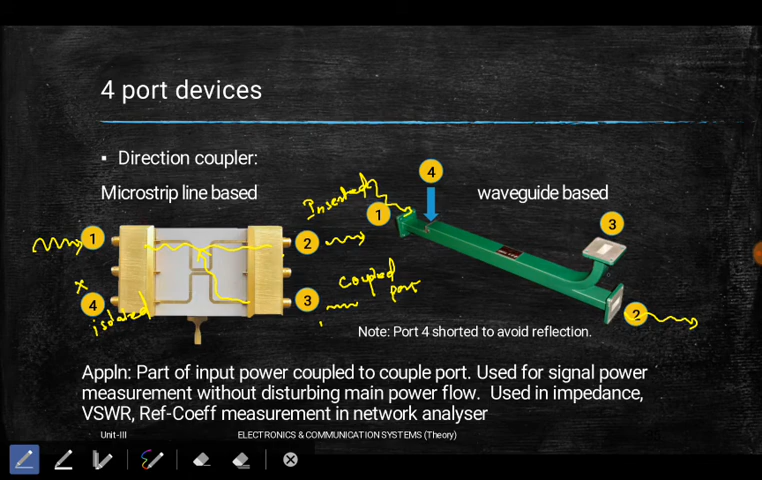 4 port devices
▪ Direction coupler:
Microstrip line based
waveguide based
Inserted
1
4
3
1
2
coupled
port
4
3
2
isolated
Note: Port 4 shorted to avoid reflection.
Appln: Part of input power coupled to couple port. Used for signal power
measurement without disturbing main power flow. Used in impedance,
VSWR, Ref-Coeff measurement in network analyser
Unit-III
ELECTRONICS & COMMUNICATION SYSTEMS (Theory)